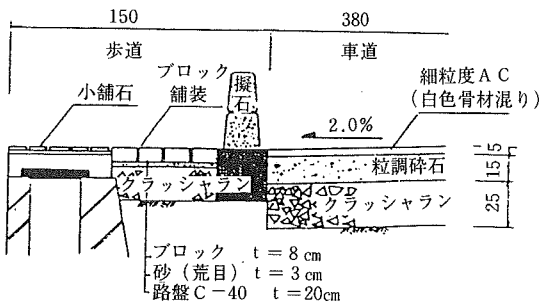 150
380
歩道
車道
ブロック
舗装
擬石
小舗石
細粒度AC
(白色骨材混り)
2.0%
粒調砕石
クラッシャラン
クラッシャラン
5
15
25
ブロック t=8cm
砂(荒目) t=3cm
路盤C-40 t=20cm